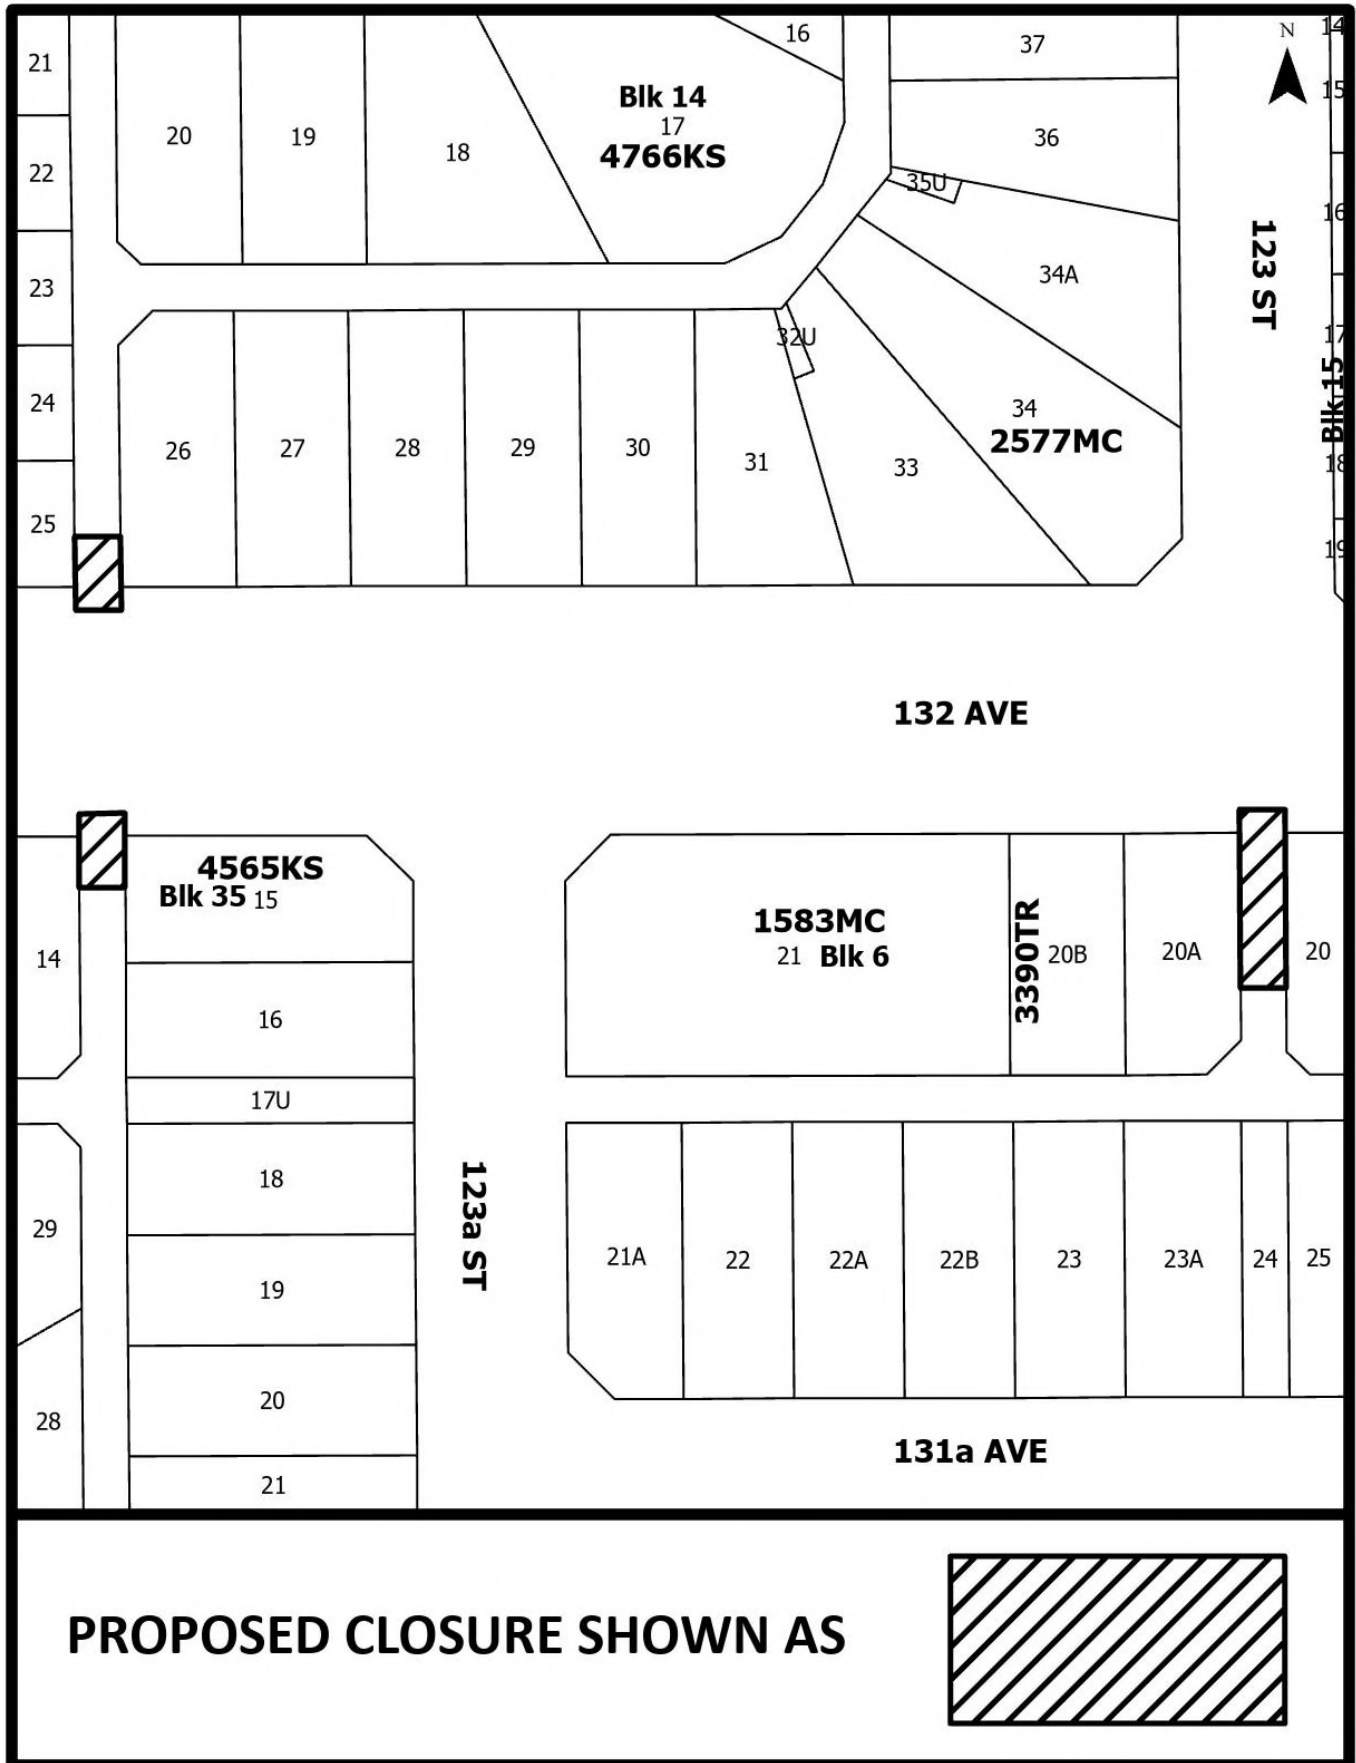 21
22
23
24
25
20
19
18
Blk 14
17
4766KS
16
37
36
35U
34A
34
2577MC
33
32U
31
30
29
28
27
26
N
123 ST
14
15
16
17
Blk 15
18
19
132 AVE
4565KS
Blk 35 15
14
16
17U
18
19
20
21
29
28
123a ST
1583MC
21 Blk 6
3390TR
20B
20A
20
21A
22
22A
22B
23
23A
24
25
131a AVE
PROPOSED CLOSURE SHOWN AS